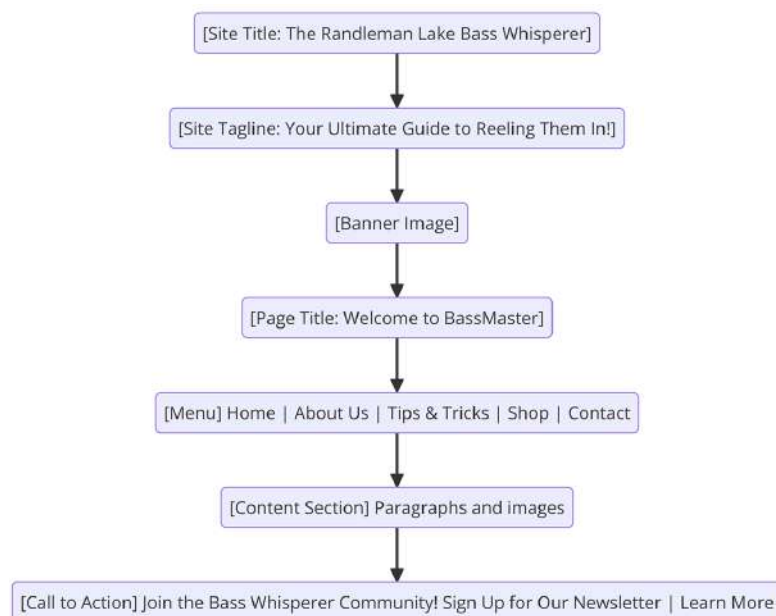 [Site Title: The Randleman Lake Bass Whisperer]
[Site Tagline: Your Ultimate Guide to Reeling Them In!]
[Banner Image]
[Page Title: Welcome to BassMaster]
[Menu] Home | About Us | Tips & Tricks | Shop | Contact
[Content Section] Paragraphs and images
[Call to Action] Join the Bass Whisperer Community! Sign Up for Our Newsletter | Learn More